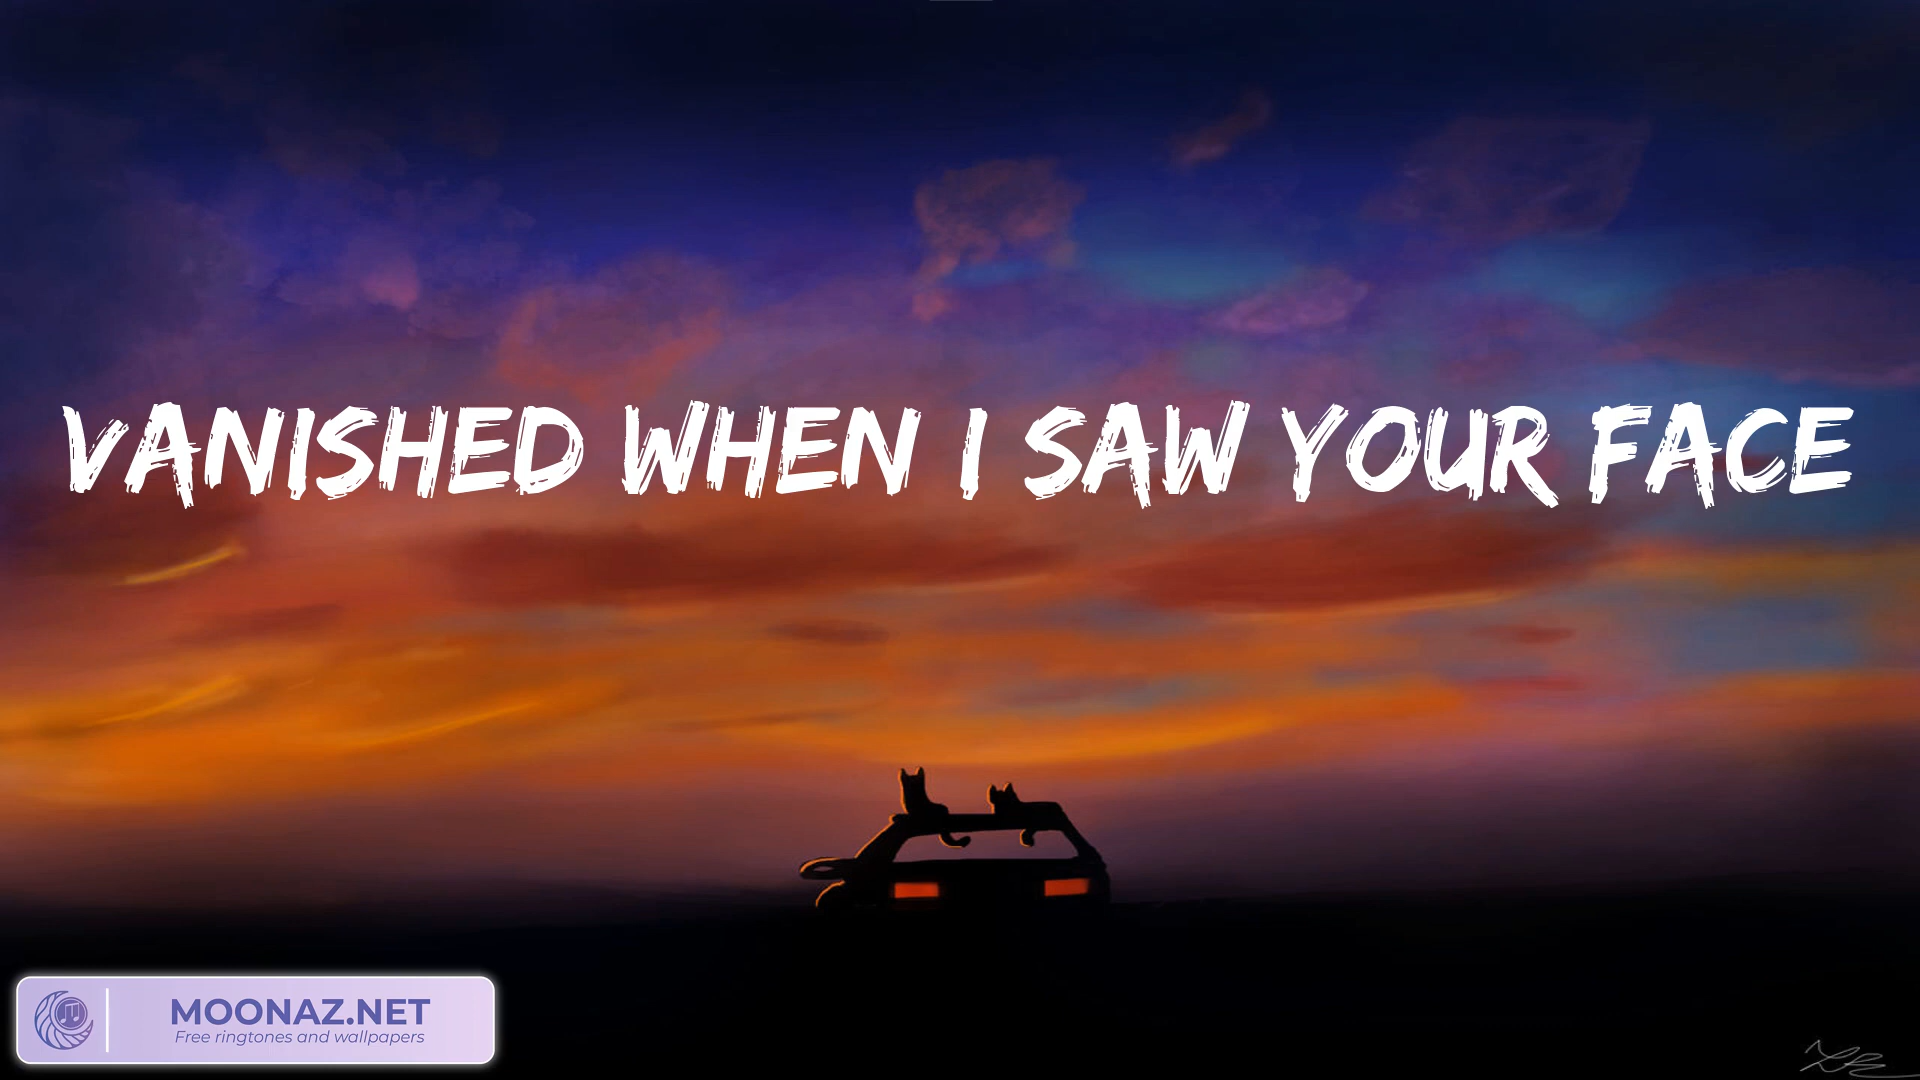 VANISHED WHEN I SAW YOUR FACE
MOONAZ.NET
Free ringtones and wallpapers